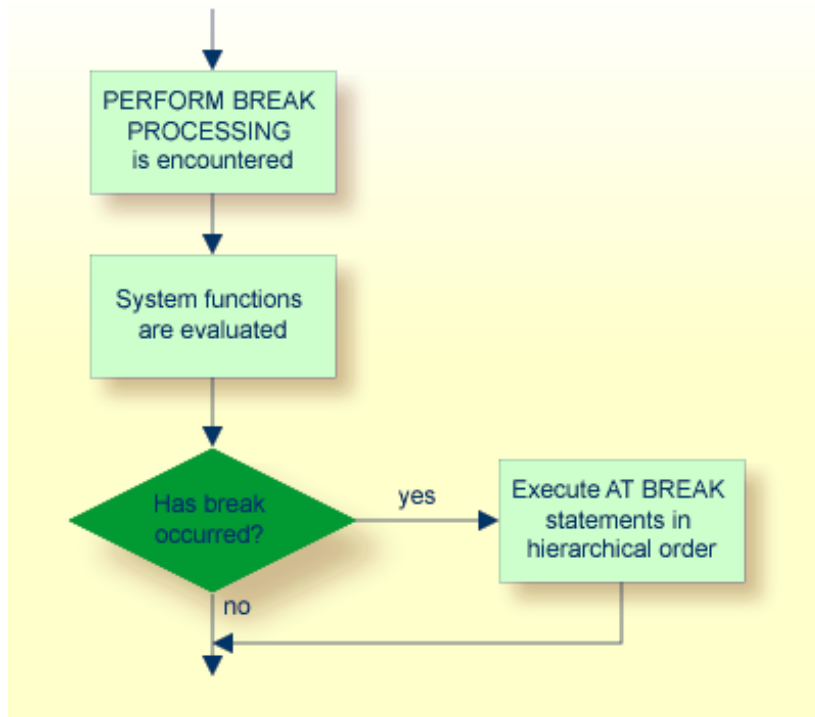 PERFORM BREAK
PROCESSING
is encountered
System functions
are evaluated
Has break
occurred?
yes
Execute AT BREAK
statements in
hierarchical order
no